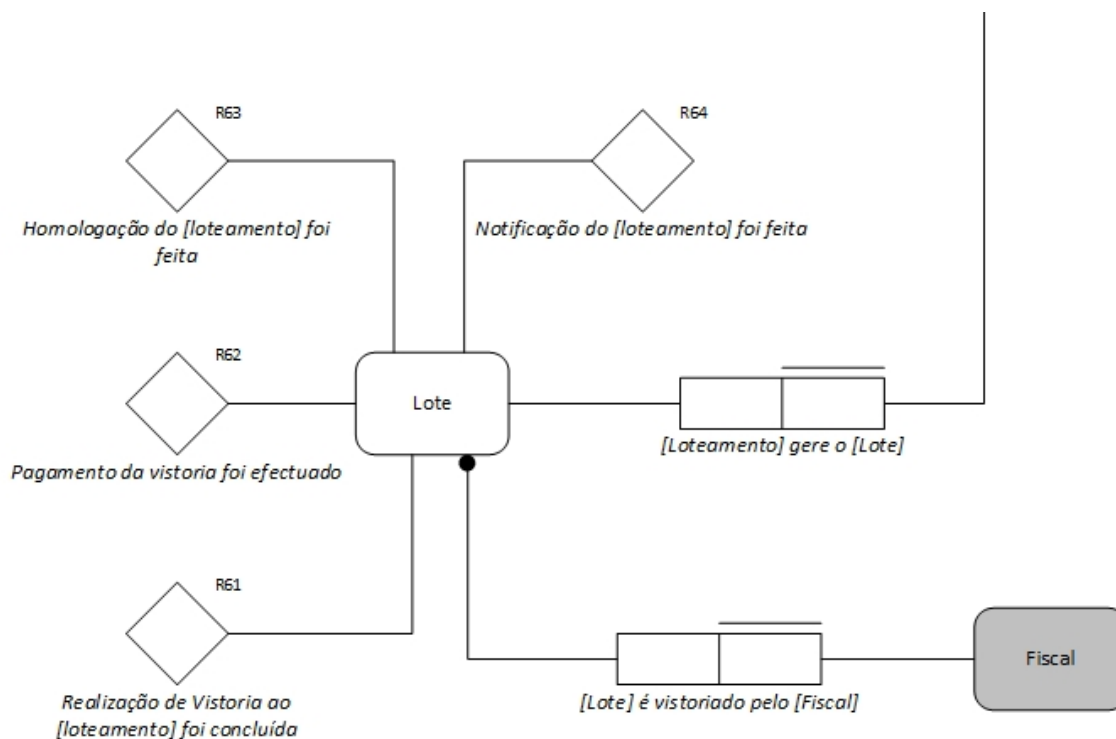 R63
R64
Homologação do [loteamento] foi
feita
Notificação do [loteamento] foi feita
R62
Lote
[Loteamento] gere o [Lote]
Pagamento da vistoria foi efectuado
R61
Fiscal
Realização de Vistoria ao
[loteamento] foi concluída
[Lote] é vistoriado pelo [Fiscal]